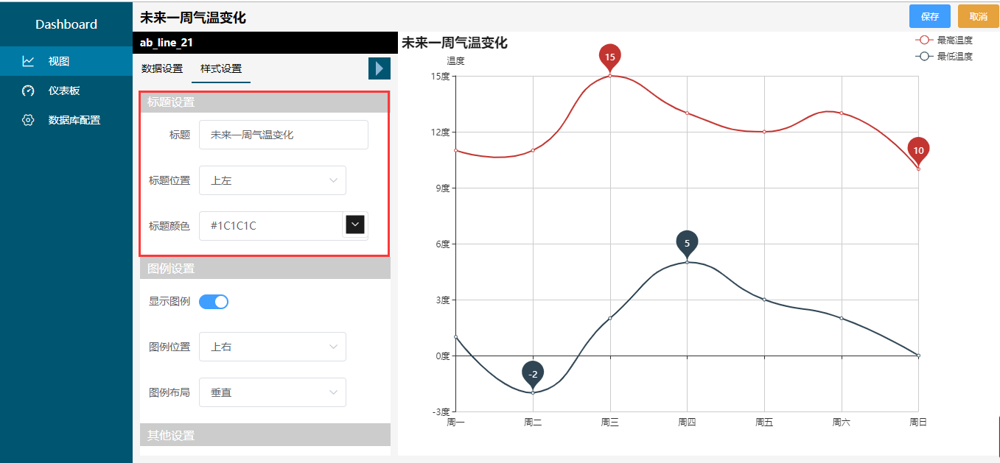 Dashboard
视图
仪表板
数据库配置
未来一周气温变化
保存
取消
ab_line_21
数据设置
样式设置
标题设置
标题
未来一周气温变化
标题位置
上左
标题颜色
#1C1C1C
图例设置
显示图例
图例位置
上右
图例布局
垂直
其他设置
未来一周气温变化
最高温度
最低温度
温度
15度
12度
9度
6度
3度
0度
-3度
15
10
5
-2
周一
周二
周三
周四
周五
周六
周日